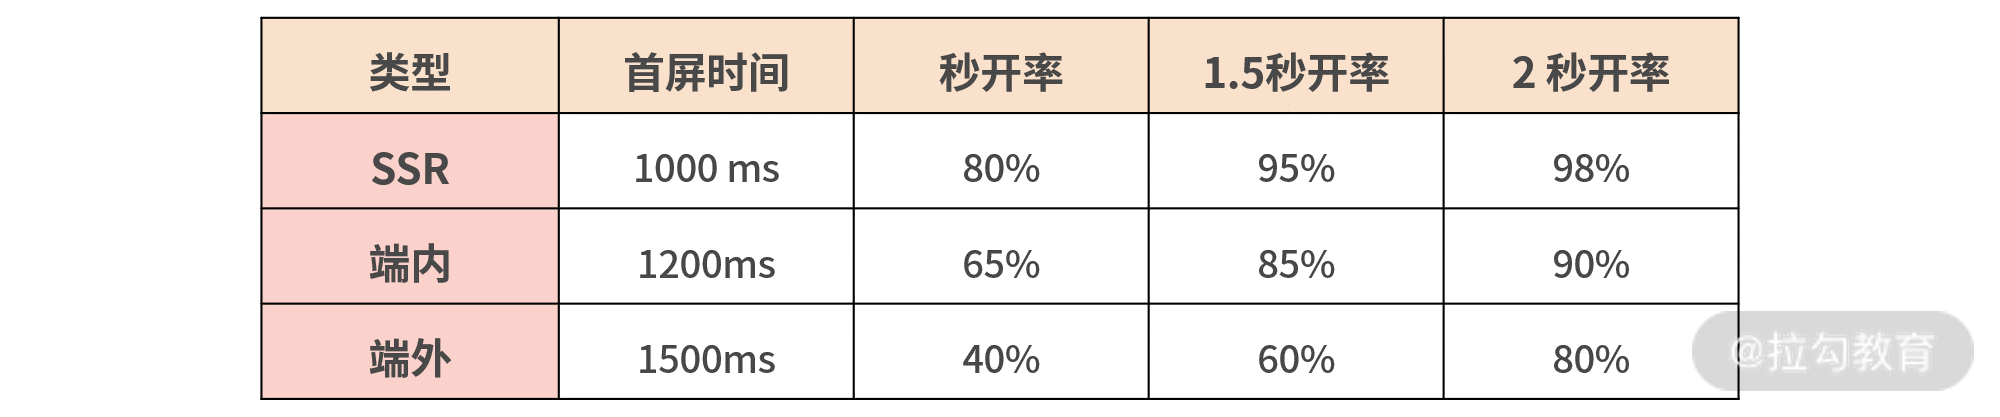 类型 首屏时间 秒开率 1.5秒开率 2 秒开率
SSR 1000 ms 80% 95% 98%
端内 1200ms 65% 85% 90%
端外 1500ms 40% 60% 80%
@拉勾教育